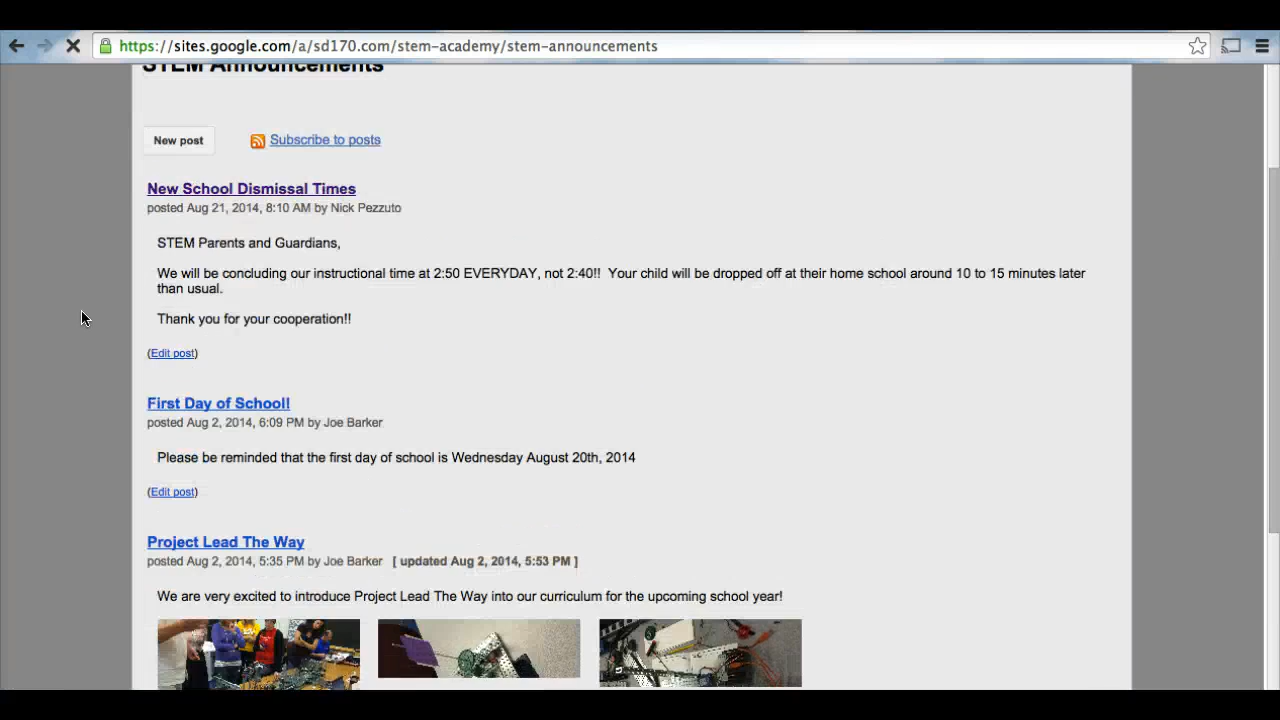 https://sites.google.com/a/sd170.com/stem-academy/stem-announcements
STEM Announcements
New post
Subscribe to posts
New School Dismissal Times
posted Aug 21, 2014, 8:10 AM by Nick Pezzuto
STEM Parents and Guardians,
We will be concluding our instructional time at 2:50 EVERYDAY, not 2:40!!  Your child will be dropped off at their home school around 10 to 15 minutes later
than usual.
Thank you for your cooperation!!
(Edit post)
First Day of School!
posted Aug 2, 2014, 6:09 PM by Joe Barker
Please be reminded that the first day of school is Wednesday August 20th, 2014
(Edit post)
Project Lead The Way
posted Aug 2, 2014, 5:35 PM by Joe Barker [ updated Aug 2, 2014, 5:53 PM ]
We are very excited to introduce Project Lead The Way into our curriculum for the upcoming school year!